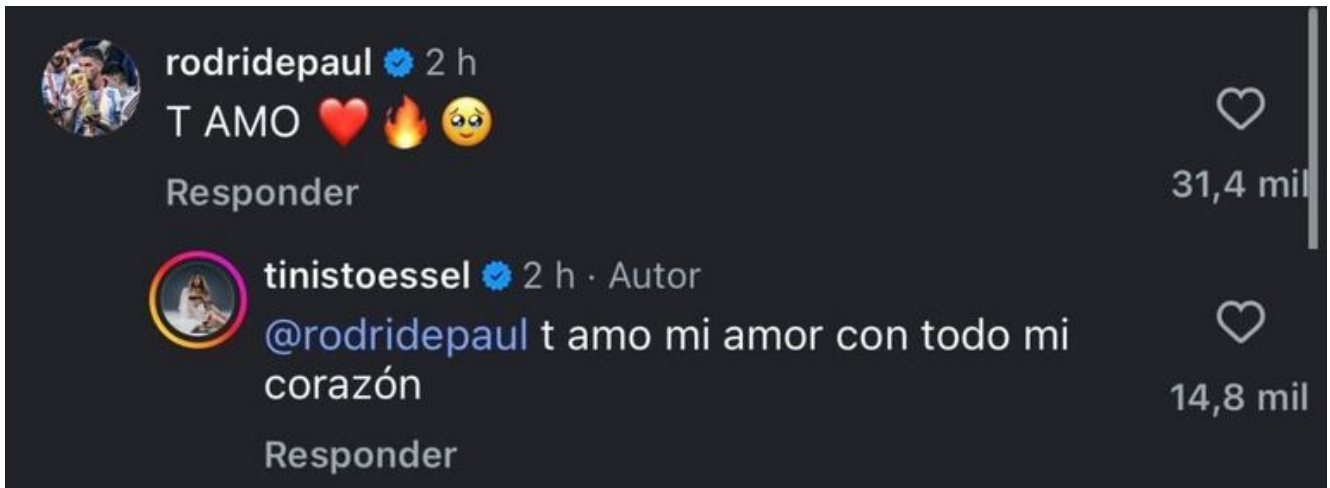 rodridepaul 2 h
T AMO ❤️🔥🥹
Responder
31,4 mil
tinistoessel 2 h · Autor
@rodridepaul t amo mi amor con todo mi
corazón
14,8 mil
Responder